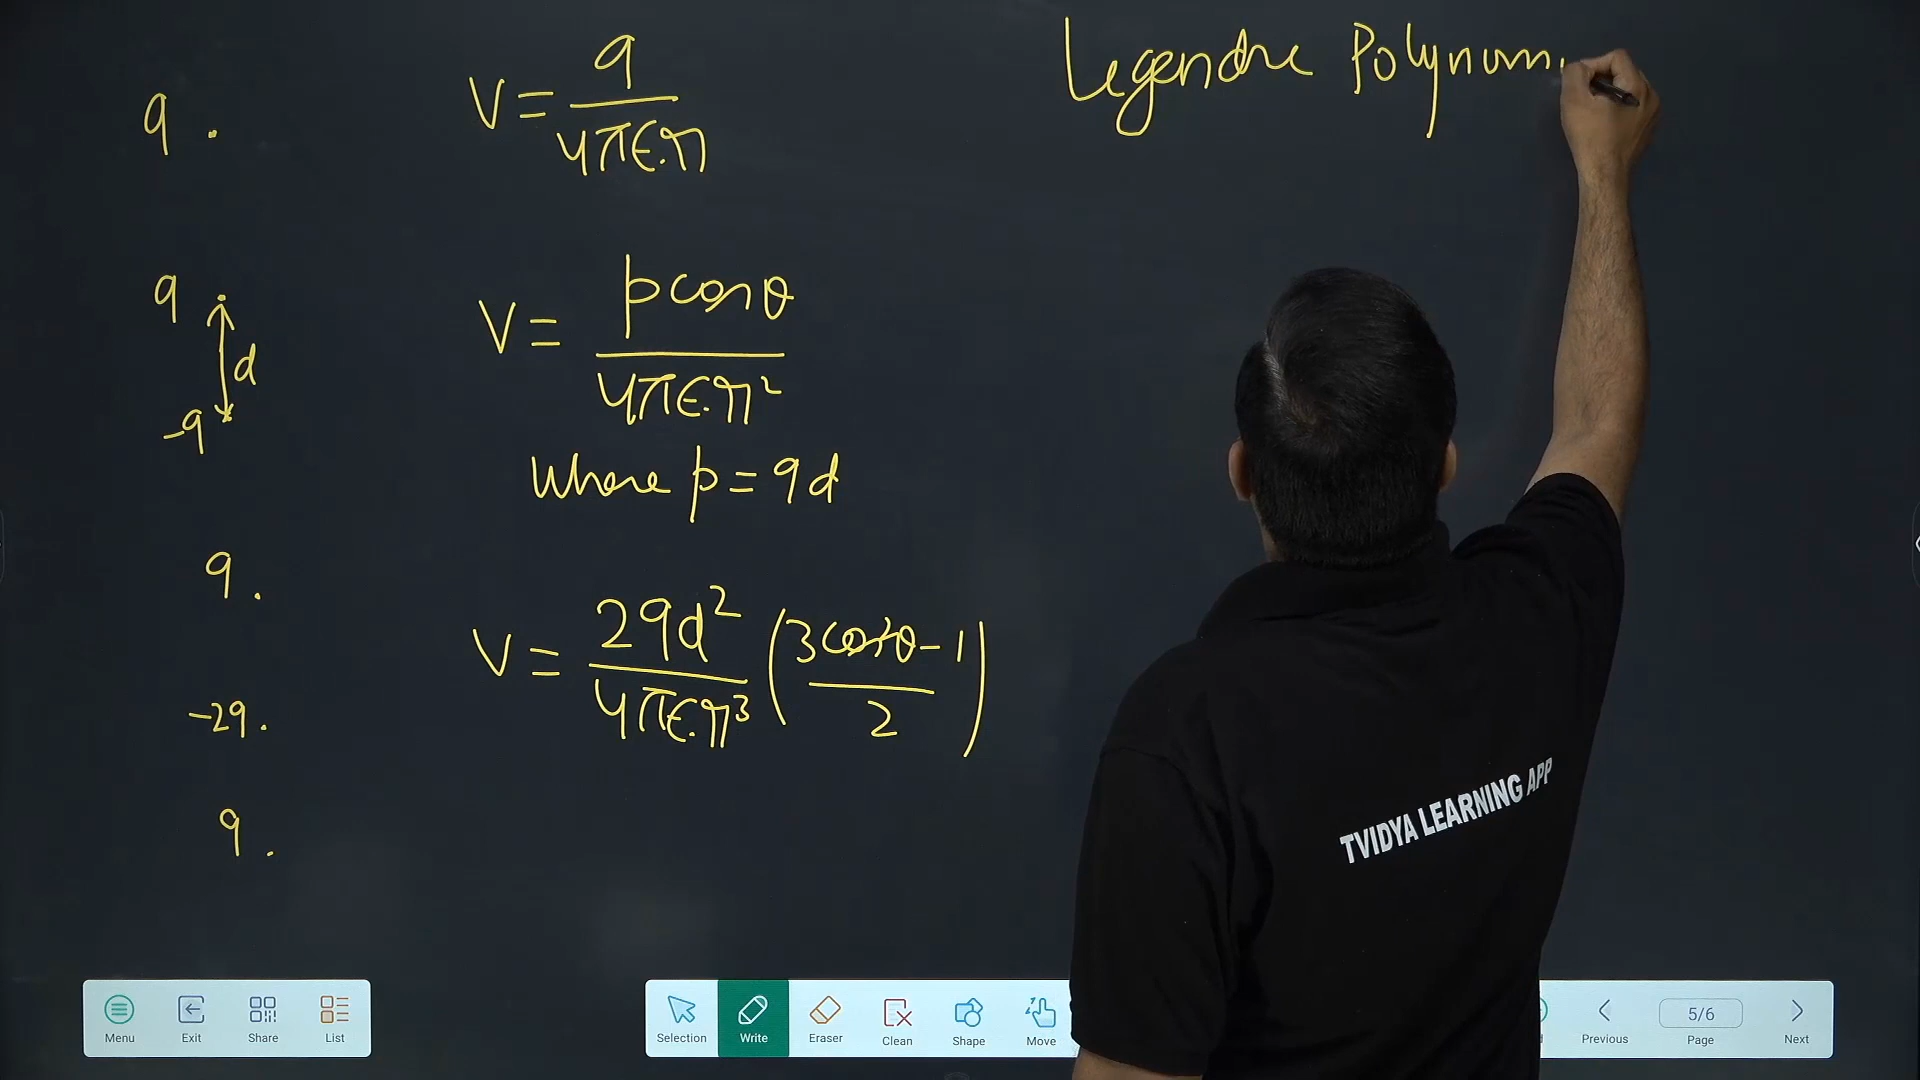 Legendre Polynom
q .
V = q / 4πε₀r
q
d
-q
V = p cosθ / 4πε₀r²
Where p = qd
q .
-2q .
q .
V = 2qd² / 4πε₀r³ (3cos²θ - 1 / 2)
TVIDYA LEARNING APP
Menu Exit Share List
Selection Write Eraser Clean Shape Move
Previous 5/6 Page Next